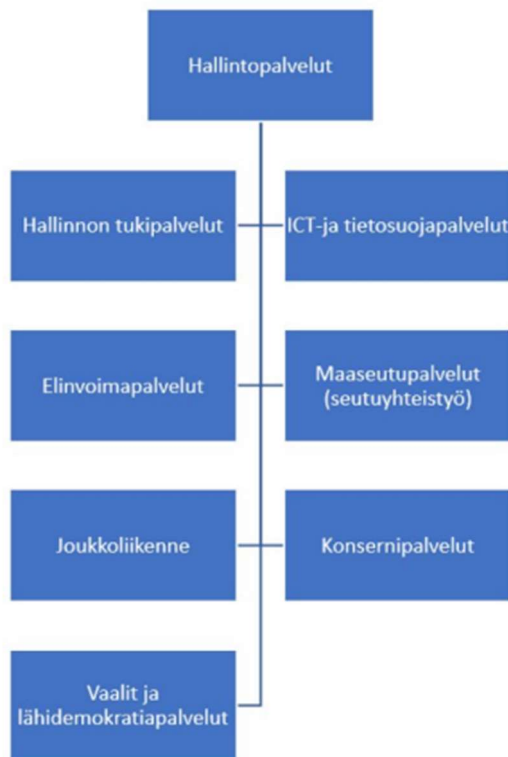 Hallintopalvelut
Hallinnon tukipalvelut
ICT-ja tietosuojapalvelut
Elinvoimapalvelut
Maaseutupalvelut
(seutuyhteistyö)
Joukkoliikenne
Konsernipalvelut
Vaalit ja
lähidemokratiapalvelut